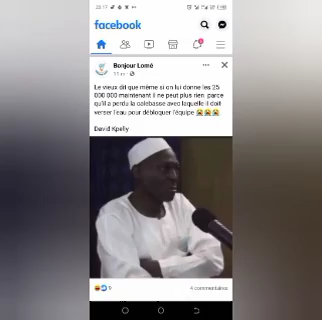 facebook
Bonjour Lomé
Le vieux dit que même si on lui donne les 25
000 000 maintenant il ne peut plus rien parce
qu'il a perdu la calebasse avec laquelle il doit
verser l'eau pour débloquer l'équipe 😭😭😭
David Kpelly
9
4 commentaires